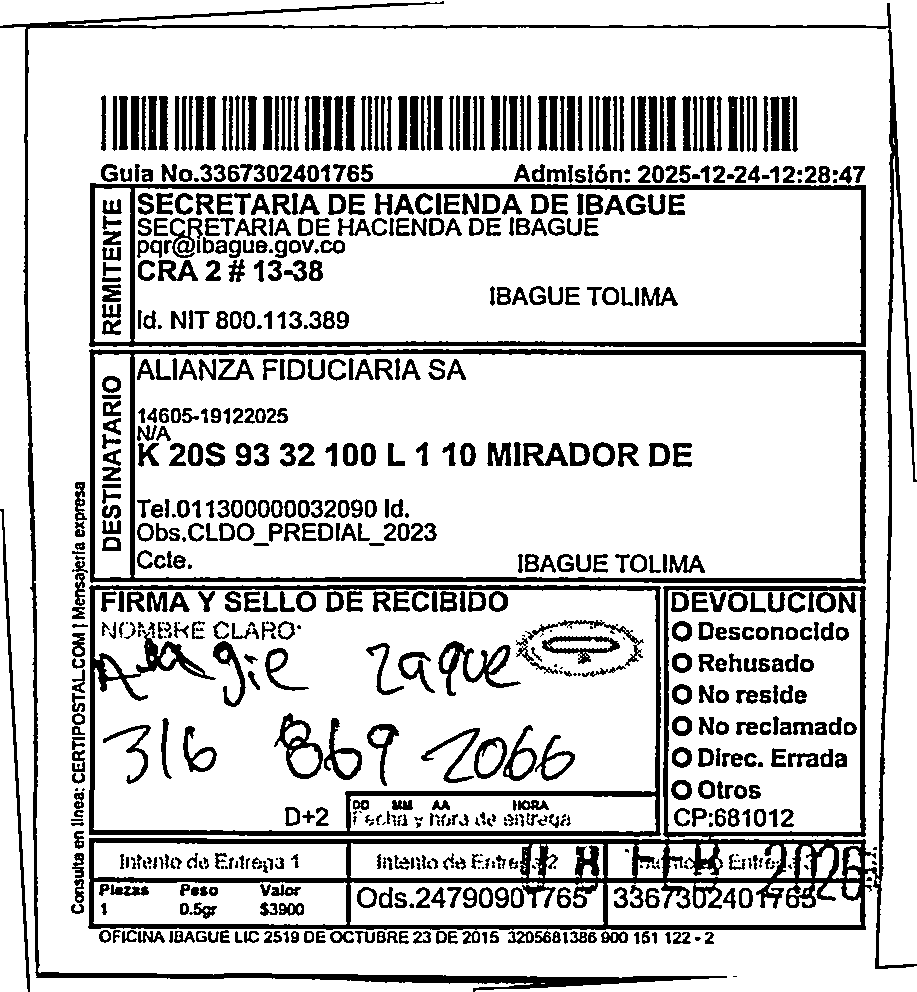 Guia No.3367302401765 Admisión: 2025-12-24-12:28:47
REMITENTE
SECRETARIA DE HACIENDA DE IBAGUE
SECRETARIA DE HACIENDA DE IBAGUE
pqr@ibague.gov.co
CRA 2 # 13-38
IBAGUE TOLIMA
Id. NIT 800.113.389
DESTINATARIO
ALIANZA FIDUCIARIA SA
14605-19122025
N/A
K 20S 93 32 100 L 1 10 MIRADOR DE
Tel.011300000032090 Id.
Obs.CLDO_PREDIAL_2023
Ccte.
IBAGUE TOLIMA
Consulta en línea: CERTIPOSTAL.COM | Mensajería expresa
FIRMA Y SELLO DE RECIBIDO
NOMBRE CLARO:
Angie Zaque
316 869 2066
D+2
DD MM AA HORA
Fecha y hora de entrega
DEVOLUCION
O Desconocido
O Rehusado
O No reside
O No reclamado
O Direc. Errada
O Otros
CP:681012
Intento de Entrega 1 Intento de Entrega 2 Intento de Entrega 3
FEB 2026
Piezas Peso Valor
1 0.5gr $3900
Ods.24790901765 3367302401765
OFICINA IBAGUE LIC 2519 DE OCTUBRE 23 DE 2015 3205681386 900 151 122 - 2